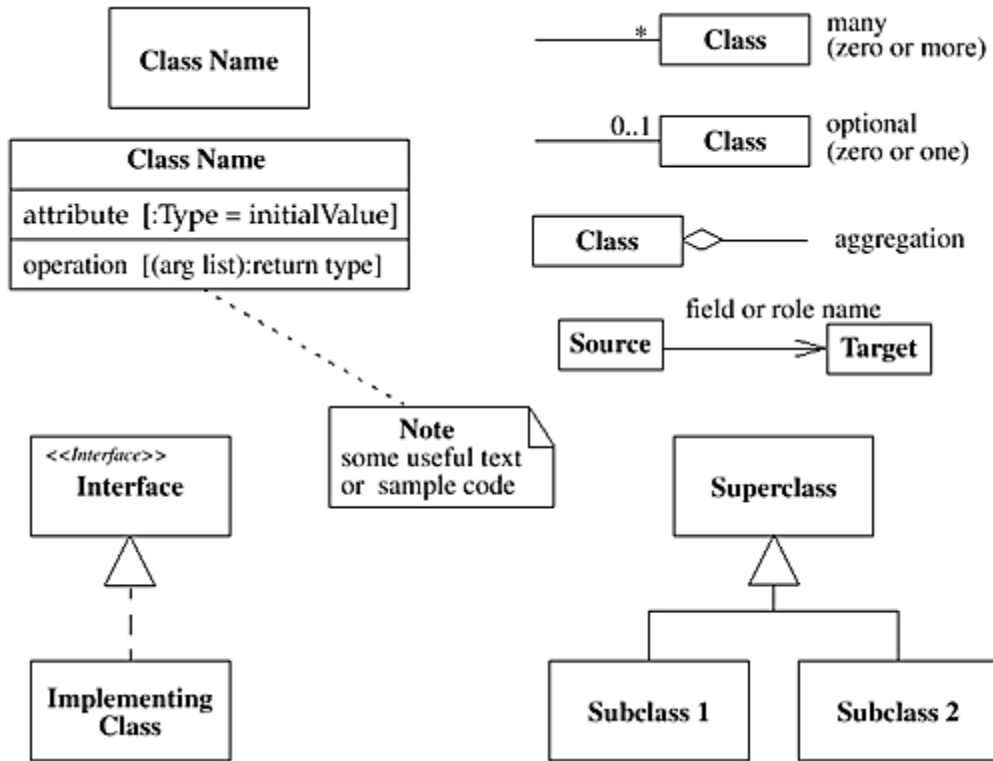 Class Name
Class Name
attribute [:Type = initialValue]
operation [(arg list):return type]
Note
some useful text
or sample code
<<Interface>>
Interface
Implementing
Class
*
Class
many
(zero or more)
0..1
Class
optional
(zero or one)
Class
aggregation
field or role name
Source
Target
Superclass
Subclass 1
Subclass 2